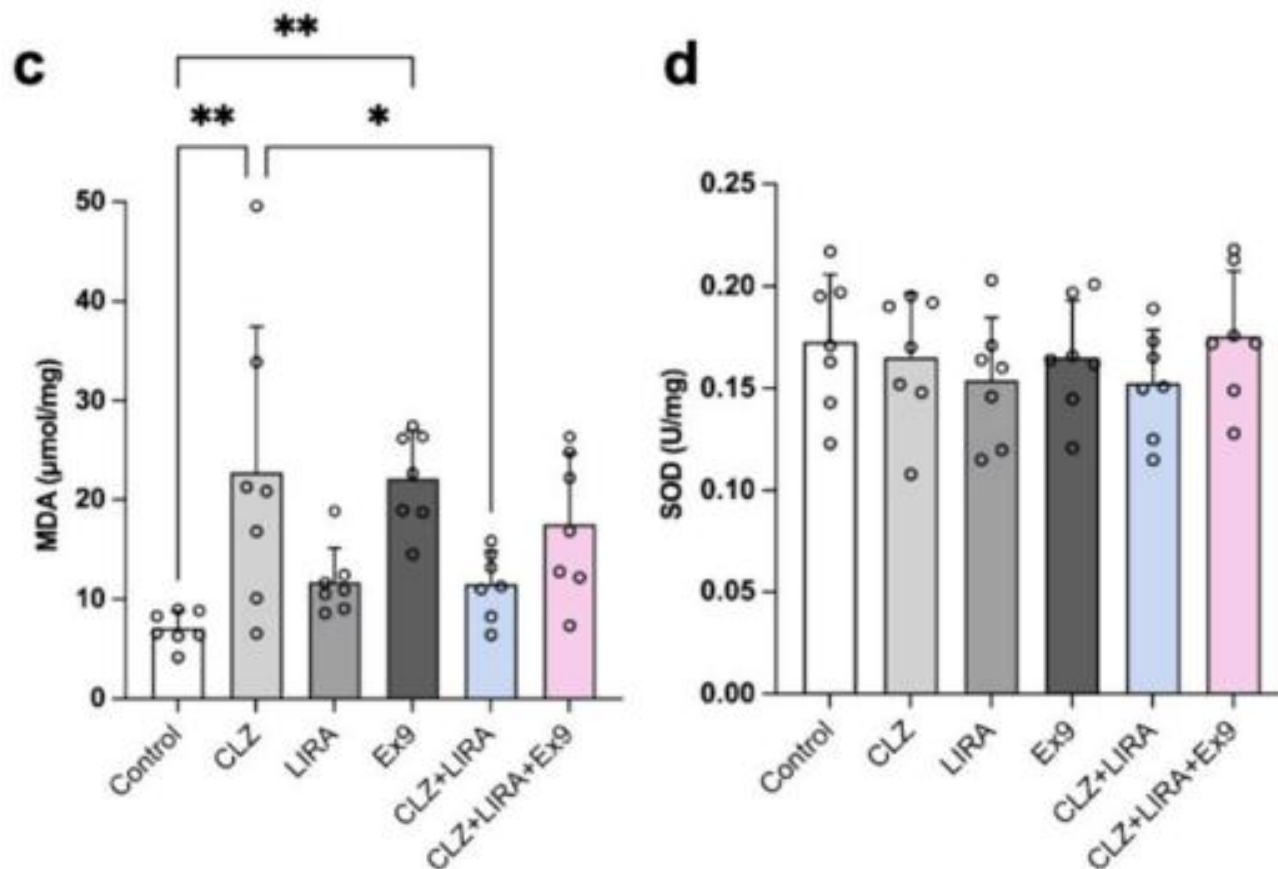 c
**
**
*
MDA (μmol/mg)
50
40
30
20
10
0
Control
CLZ
LIRA
Ex9
CLZ+LIRA
CLZ+LIRA+Ex9
d
SOD (U/mg)
0.25
0.20
0.15
0.10
0.05
0.00
Control
CLZ
LIRA
Ex9
CLZ+LIRA
CLZ+LIRA+Ex9